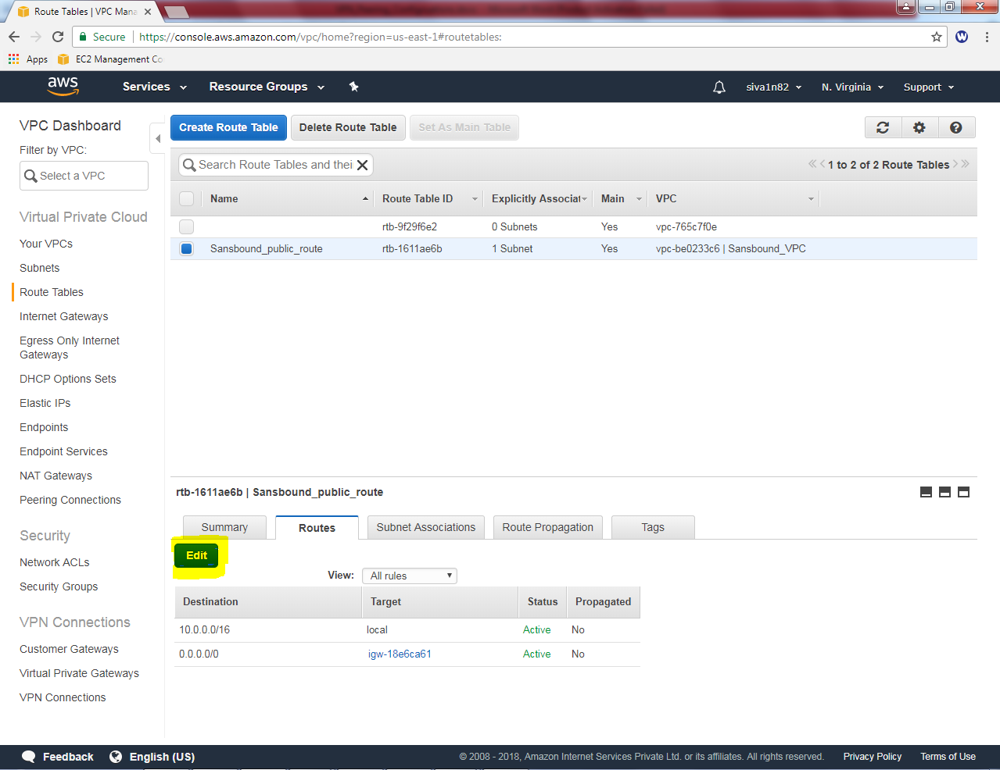 Route Tables | VPC Mana
Secure https://console.aws.amazon.com/vpc/home?region=us-east-1#routetables:
W
Apps EC2 Management Co
aws Services Resource Groups siva1n82 N. Virginia Support
VPC Dashboard
Filter by VPC:
Select a VPC
Virtual Private Cloud
Your VPCs
Subnets
Route Tables
Internet Gateways
Egress Only Internet
Gateways
DHCP Options Sets
Elastic IPs
Endpoints
Endpoint Services
NAT Gateways
Peering Connections
Security
Network ACLs
Security Groups
VPN Connections
Customer Gateways
Virtual Private Gateways
VPN Connections
Create Route Table Delete Route Table Set As Main Table
Search Route Tables and thei 1 to 2 of 2 Route Tables
Name Route Table ID Explicitly Associat Main VPC
rtb-9f29f6e2 0 Subnets Yes vpc-765c7f0e
Sansbound_public_route rtb-1611ae6b 1 Subnet Yes vpc-be0233c6 | Sansbound_VPC
rtb-1611ae6b | Sansbound_public_route
Summary Routes Subnet Associations Route Propagation Tags
Edit
View: All rules
Destination Target Status Propagated
10.0.0.0/16 local Active No
0.0.0.0/0 igw-18e6ca61 Active No
Feedback English (US) © 2008 - 2018, Amazon Internet Services Private Ltd. or its affiliates. All rights reserved. Privacy Policy Terms of Use